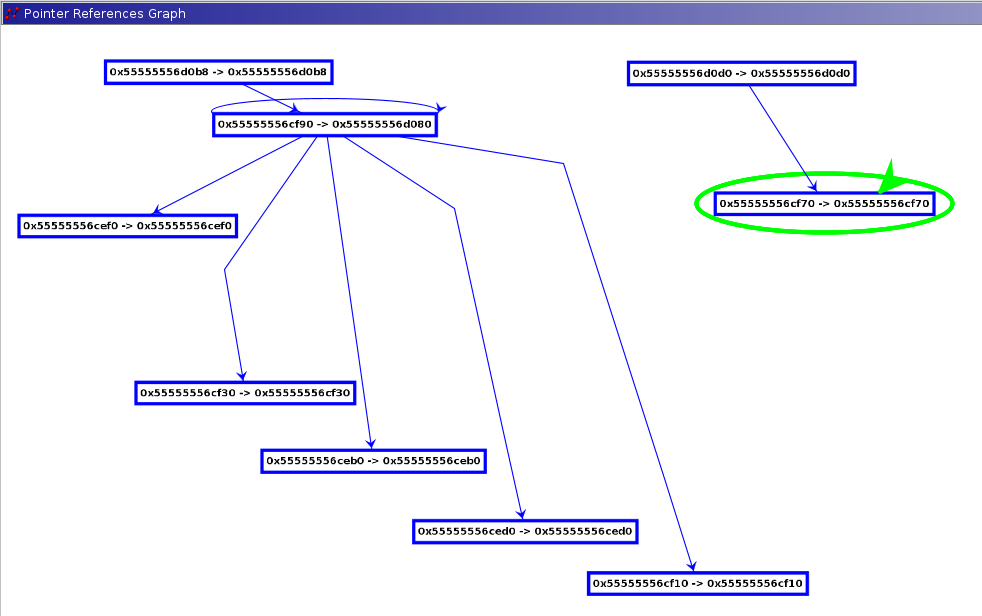 Pointer References Graph
0x55555556d0b8 -> 0x55555556d0b8
0x55555556d0d0 -> 0x55555556d0d0
0x55555556cf90 -> 0x55555556d080
0x55555556cf70 -> 0x55555556cf70
0x55555556cef0 -> 0x55555556cef0
0x55555556cf30 -> 0x55555556cf30
0x55555556ceb0 -> 0x55555556ceb0
0x55555556ced0 -> 0x55555556ced0
0x55555556cf10 -> 0x55555556cf10